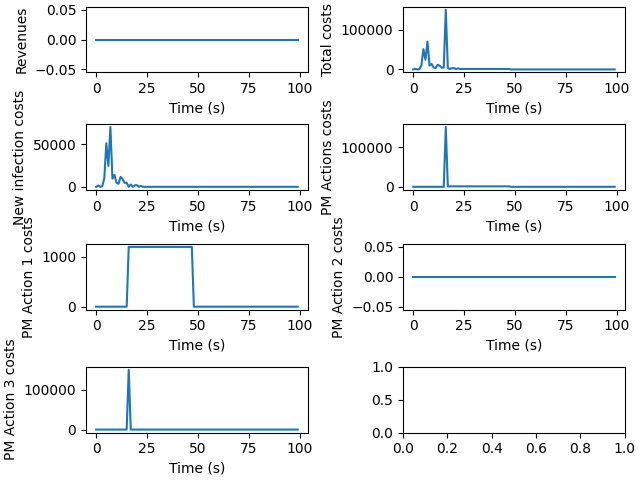 Revenues
0.05
0.00
−0.05
0 25 50 75 100
Time (s)
Total costs
100000
0
0 25 50 75 100
Time (s)
New infection costs
50000
0
0 25 50 75 100
Time (s)
PM Actions costs
100000
0
0 25 50 75 100
Time (s)
PM Action 1 costs
1000
0
0 25 50 75 100
Time (s)
PM Action 2 costs
0.05
0.00
−0.05
0 25 50 75 100
Time (s)
PM Action 3 costs
100000
0
0 25 50 75 100
Time (s)
1.0
0.5
0.0
0.0 0.2 0.4 0.6 0.8 1.0